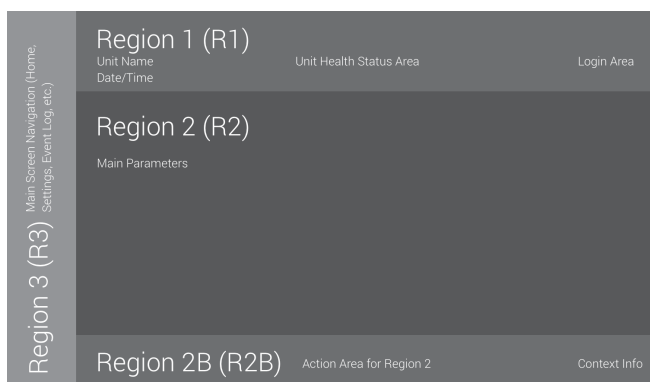 Region 1 (R1)
Unit Name
Date/Time
Unit Health Status Area
Login Area
Region 2 (R2)
Main Parameters
Region 3 (R3)
Main Screen Navigation (Home,
Settings, Event Log, etc.)
Region 2B (R2B)
Action Area for Region 2
Context Info